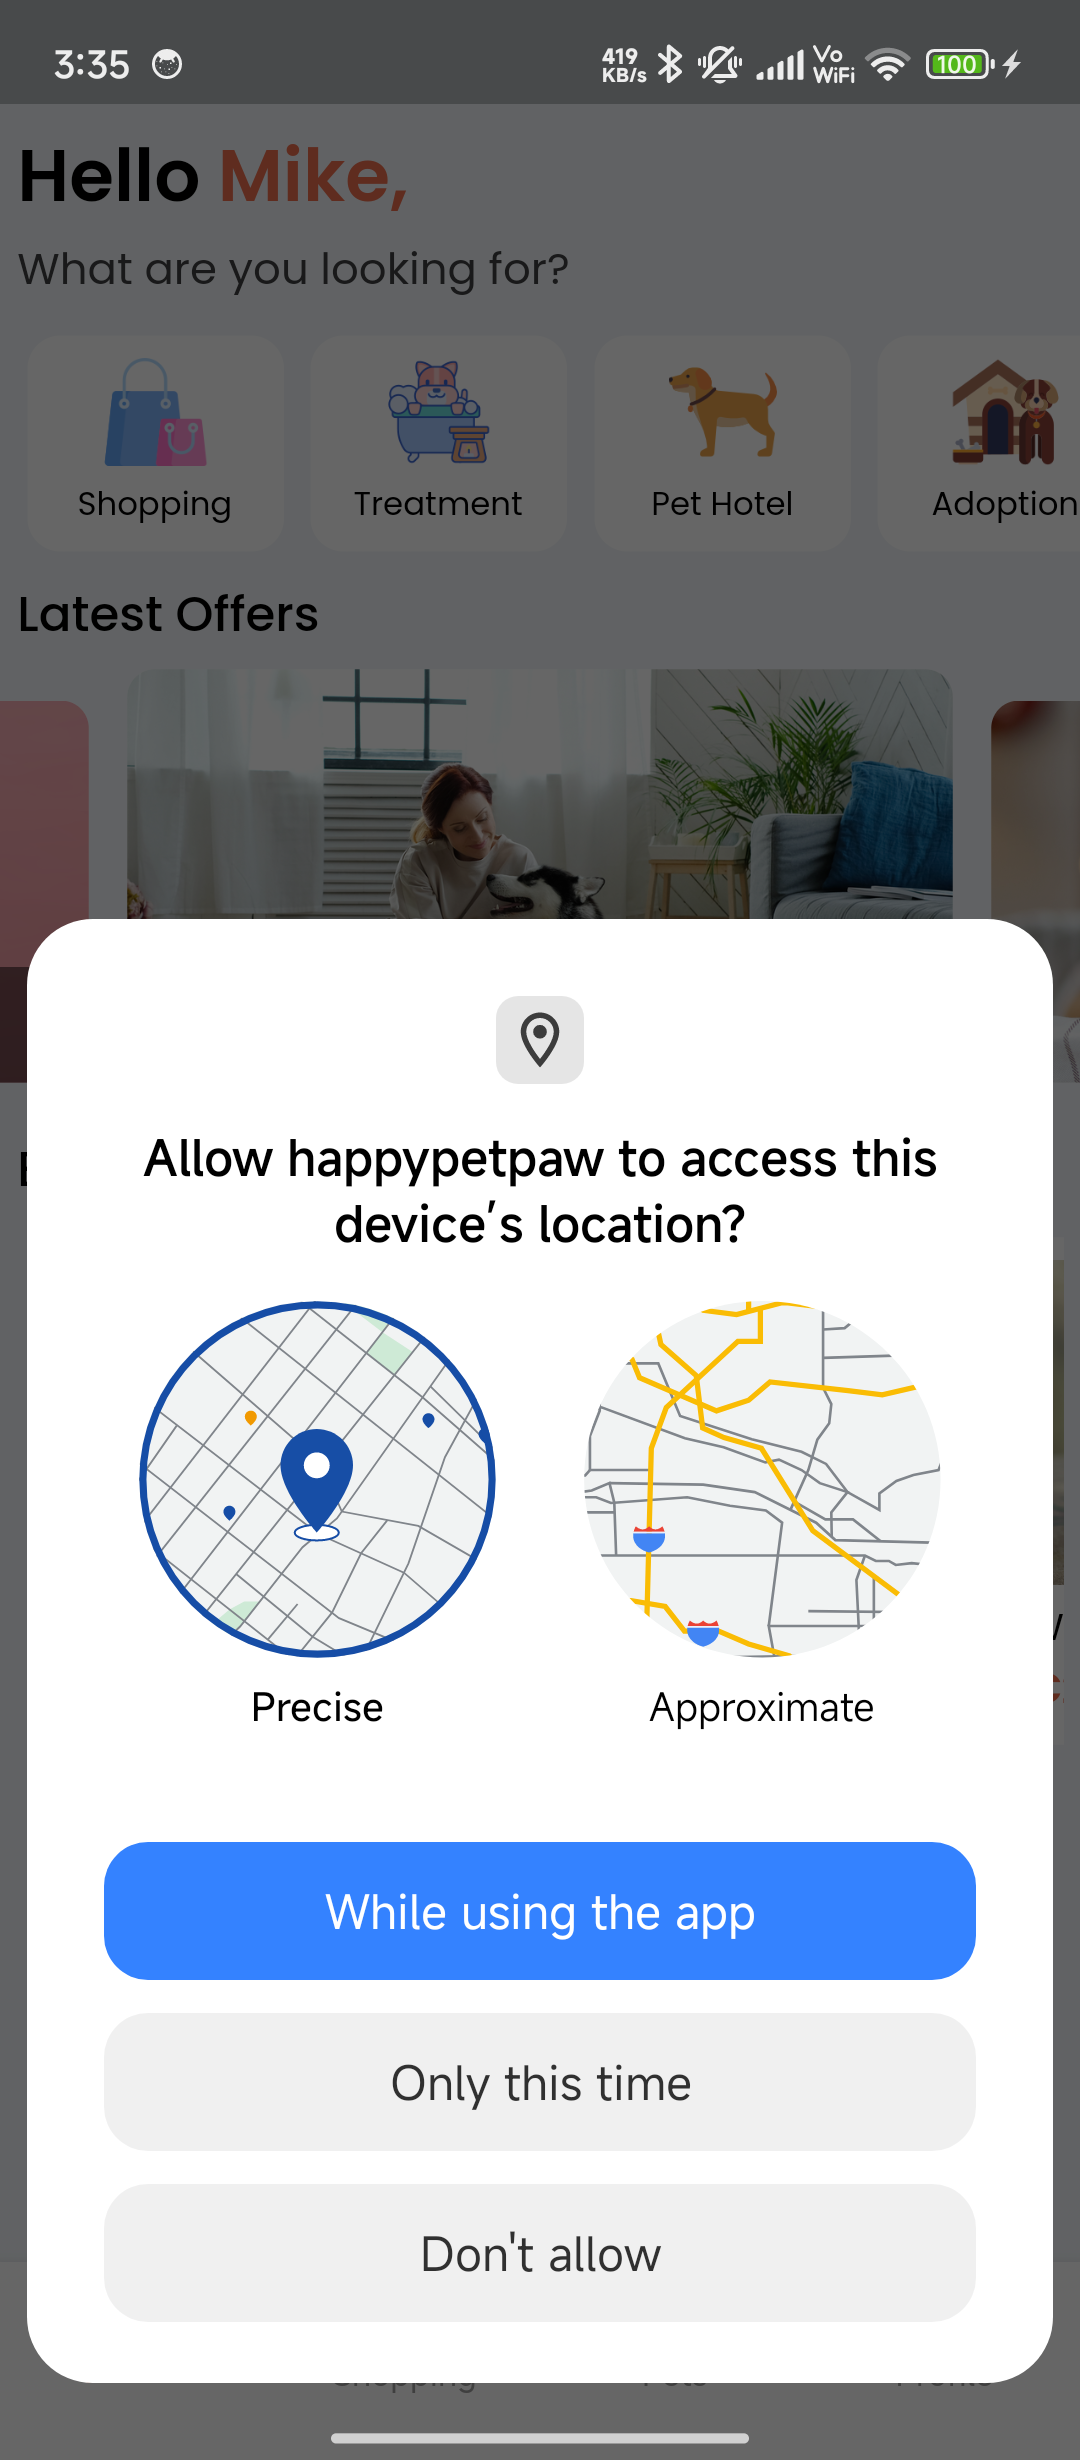 3:35
419
KB/s
Vo
WiFi
100
Hello Mike,
What are you looking for?
Shopping
Treatment
Pet Hotel
Adoption
Latest Offers
Allow happypetpaw to access this
device's location?
Precise
Approximate
While using the app
Only this time
Don't allow